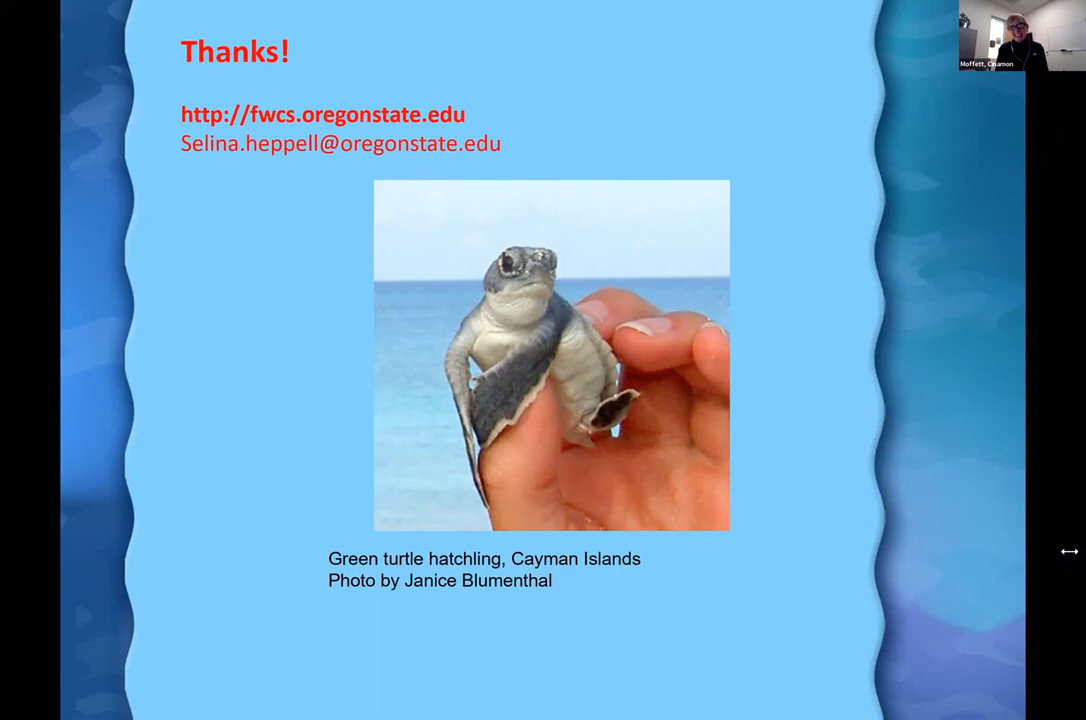 Thanks!
http://fwcs.oregonstate.edu
Selina.heppell@oregonstate.edu
Moffett, Cinamon
Green turtle hatchling, Cayman Islands
Photo by Janice Blumenthal